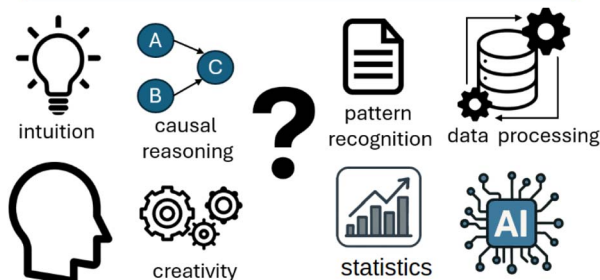 A
B
C
intuition
causal
reasoning
creativity
?
pattern
recognition
data processing
statistics
AI